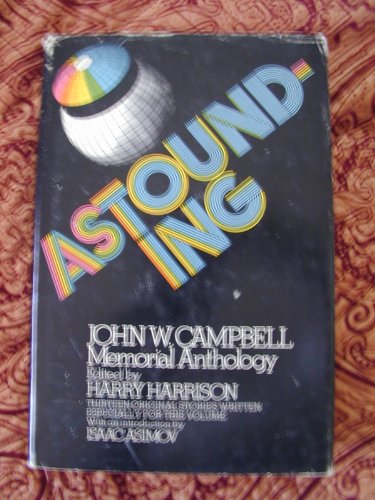 ASTOUND-
ING
JOHN W. CAMPBELL
Memorial Anthology
Edited by
HARRY HARRISON
THIRTEEN ORIGINAL STORIES WRITTEN
ESPECIALLY FOR THIS VOLUME
With an introduction by
ISAAC ASIMOV